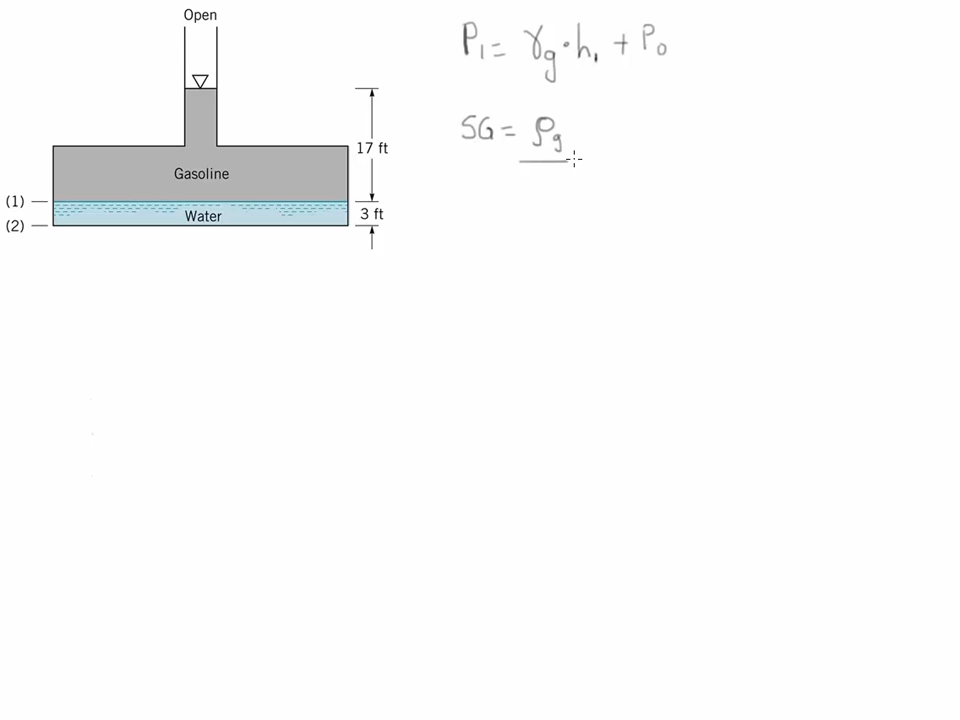 Open
17 ft
Gasoline
(1)
Water
3 ft
(2)
P₁ = γg · h₁ + P₀
SG = ρg